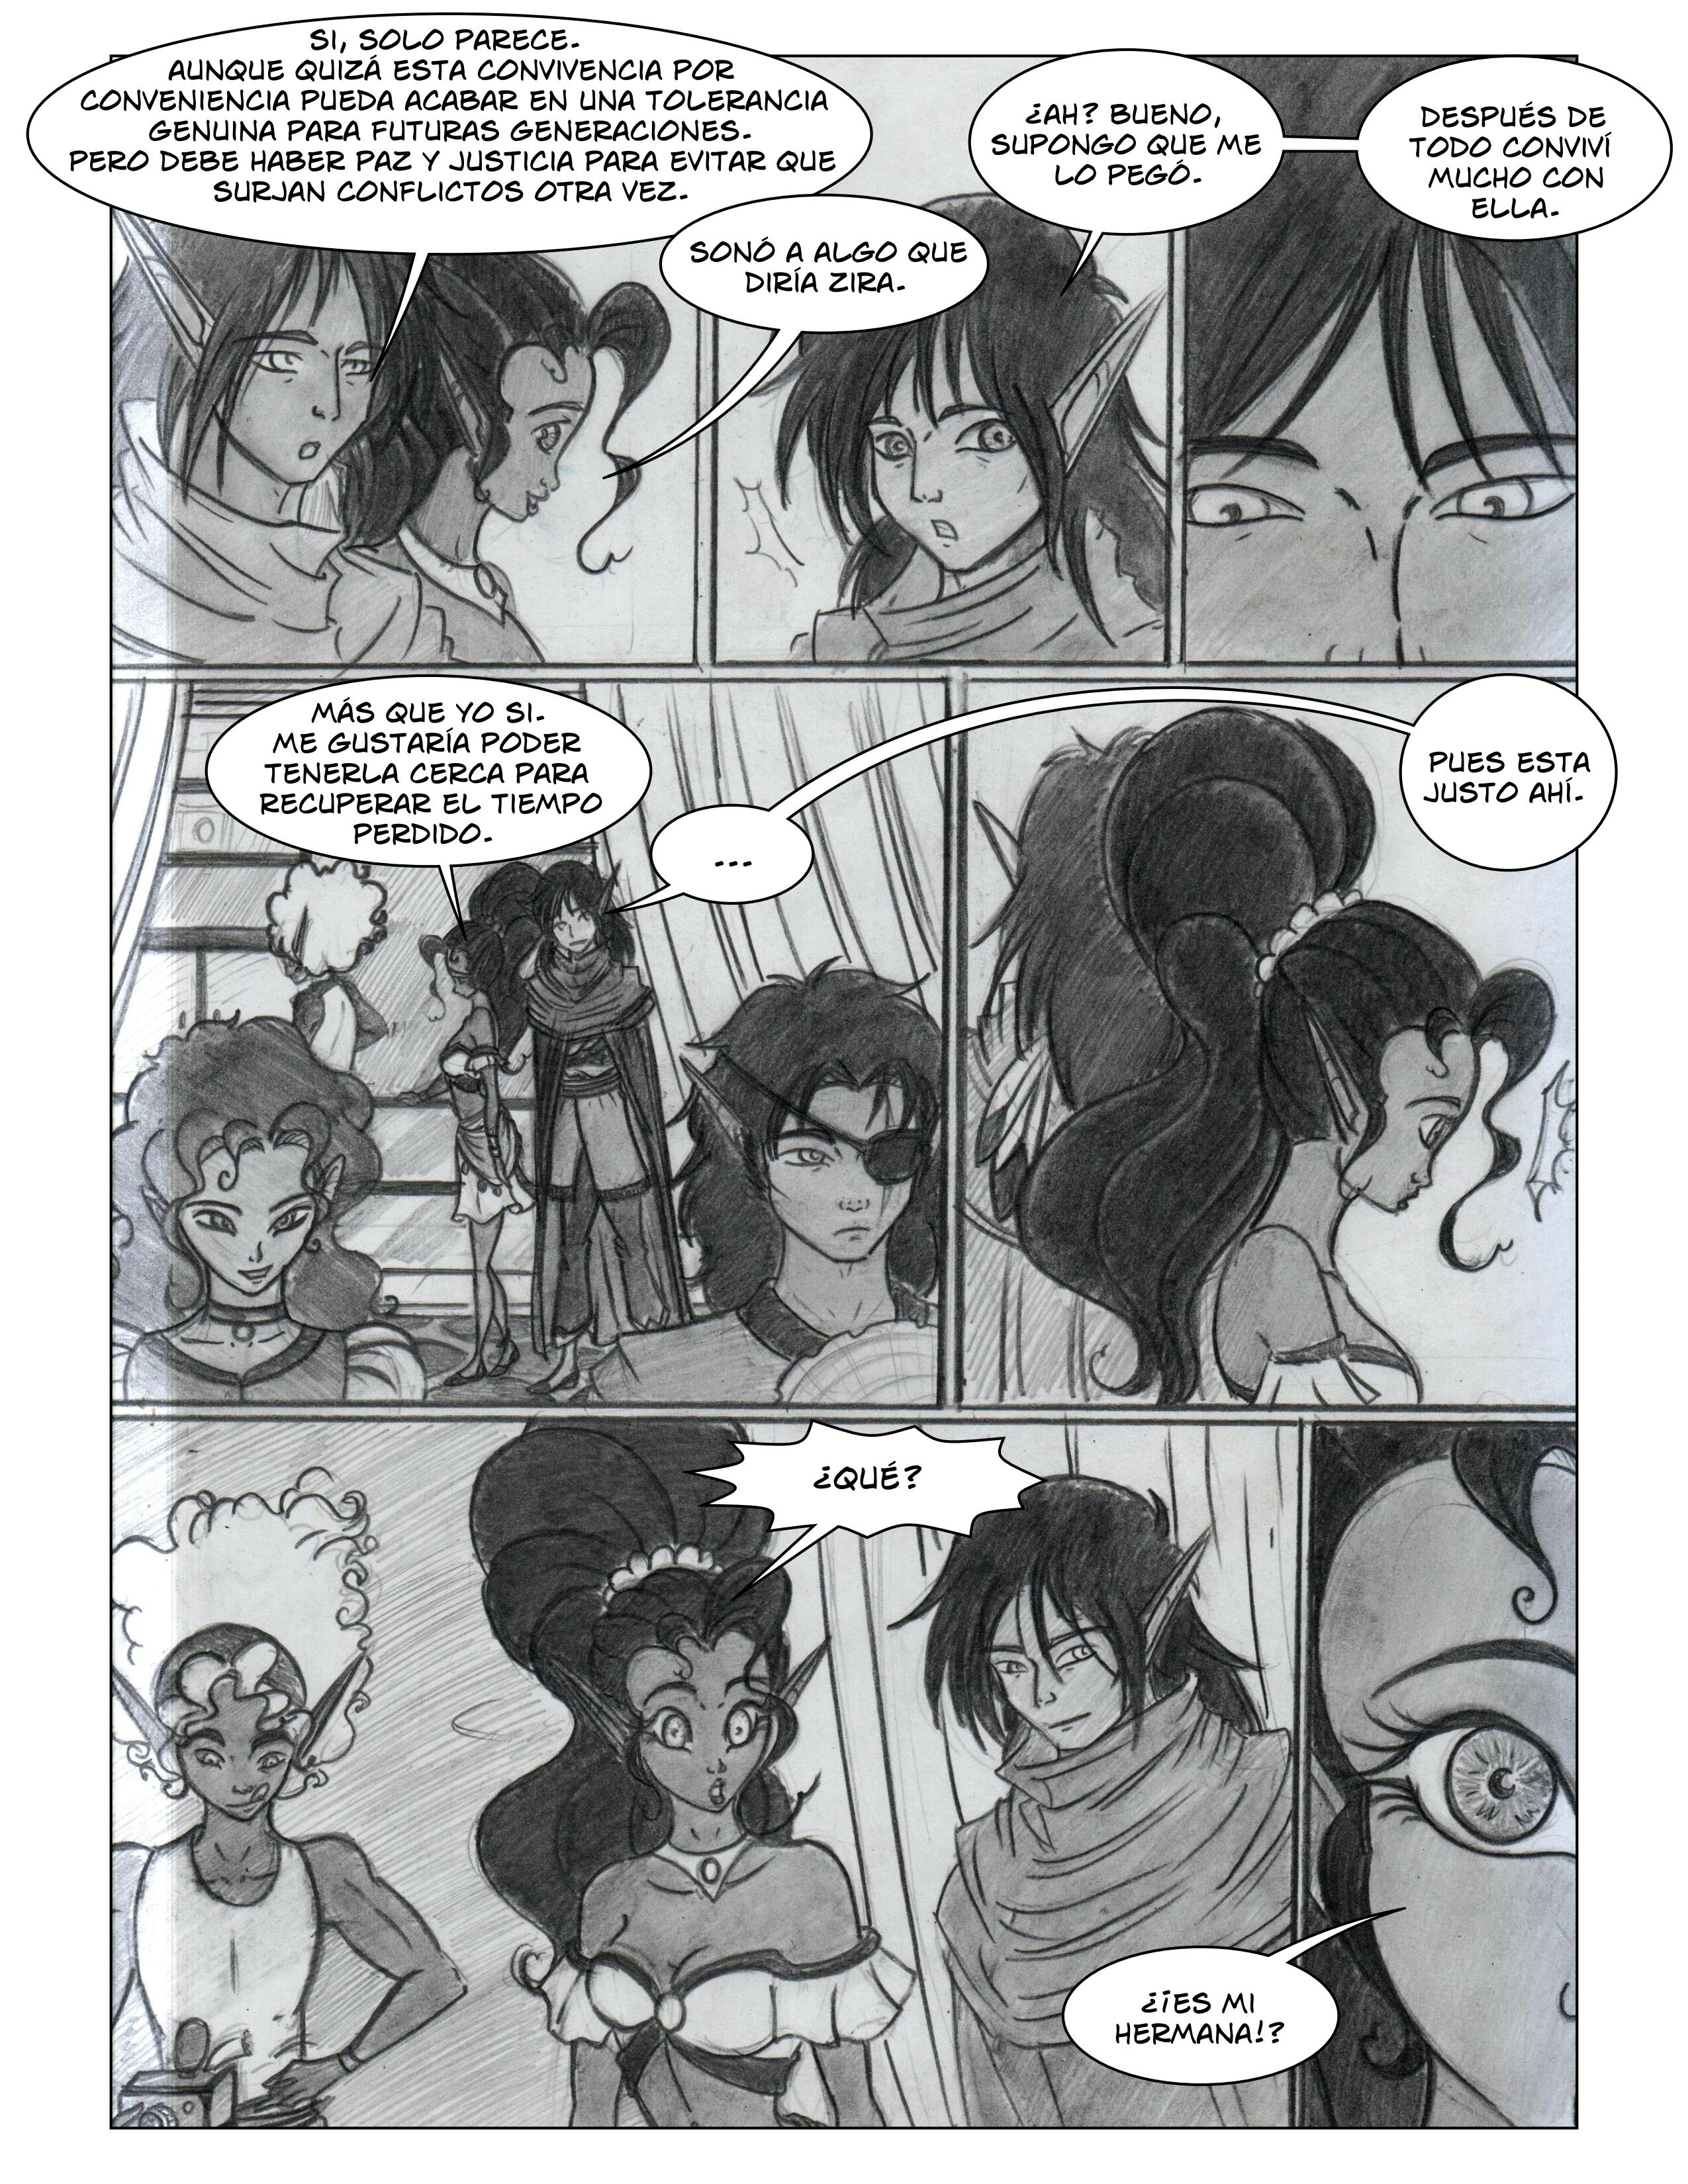 SI, SOLO PARECE.
AUNQUE QUIZÁ ESTA CONVIVENCIA POR
CONVENIENCIA PUEDA ACABAR EN UNA TOLERANCIA
GENUINA PARA FUTURAS GENERACIONES.
PERO DEBE HABER PAZ Y JUSTICIA PARA EVITAR QUE
SURJAN CONFLICTOS OTRA VEZ.
SONÓ A ALGO QUE
DIRÍA ZIRA.
¿AH? BUENO,
SUPONGO QUE ME
LO PEGÓ.
DESPUÉS DE
TODO CONVIVÍ
MUCHO CON
ELLA.
MÁS QUE YO SI.
ME GUSTARÍA PODER
TENERLA CERCA PARA
RECUPERAR EL TIEMPO
PERDIDO.
...
PUES ESTA
JUSTO AHÍ.
¿QUÉ?
¿¡ES MI
HERMANA!?